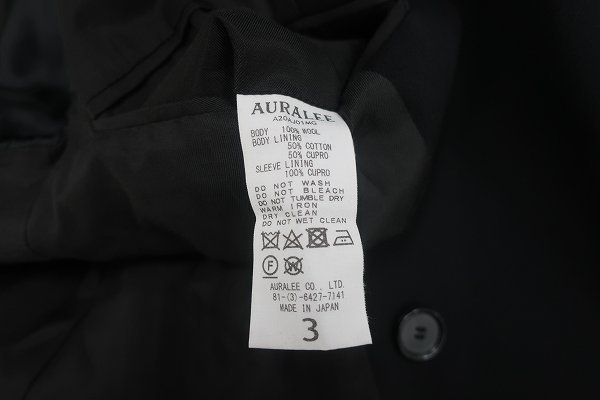 AURALEE
A20AJ01MG
BODY 100% WOOL
BODY LINING
50% COTTON
50% CUPRO
SLEEVE LINING
100% CUPRO
DO NOT WASH
DO NOT BLEACH
DO NOT TUMBLE DRY
WARM IRON
DRY CLEAN
DO NOT WET CLEAN
F W
AURALEE CO., LTD.
81-(3)-6427-7141
MADE IN JAPAN
3